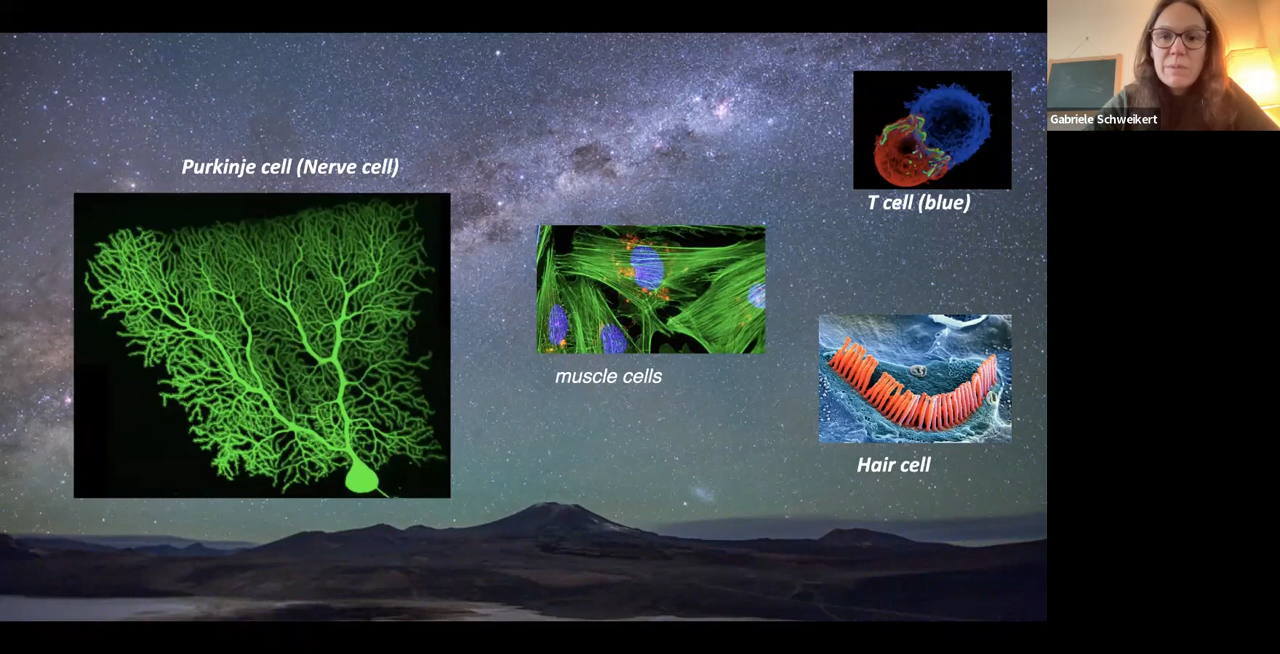 Purkinje cell (Nerve cell)
muscle cells
T cell (blue)
Hair cell
Gabriele Schweikert